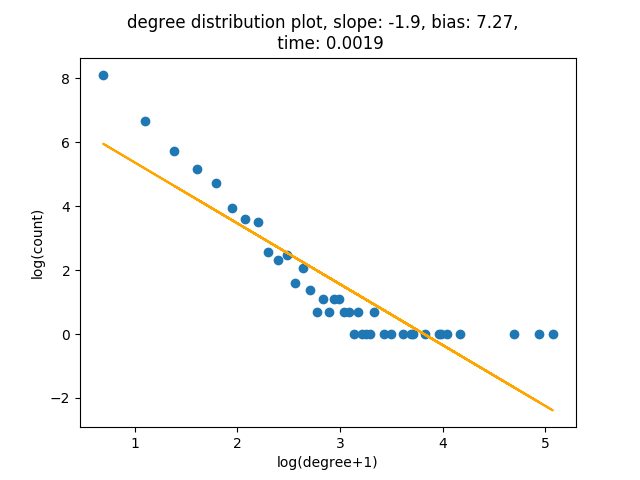 degree distribution plot, slope: -1.9, bias: 7.27,
time: 0.0019
8
6
4
2
0
−2
log(count)
1 2 3 4 5
log(degree+1)